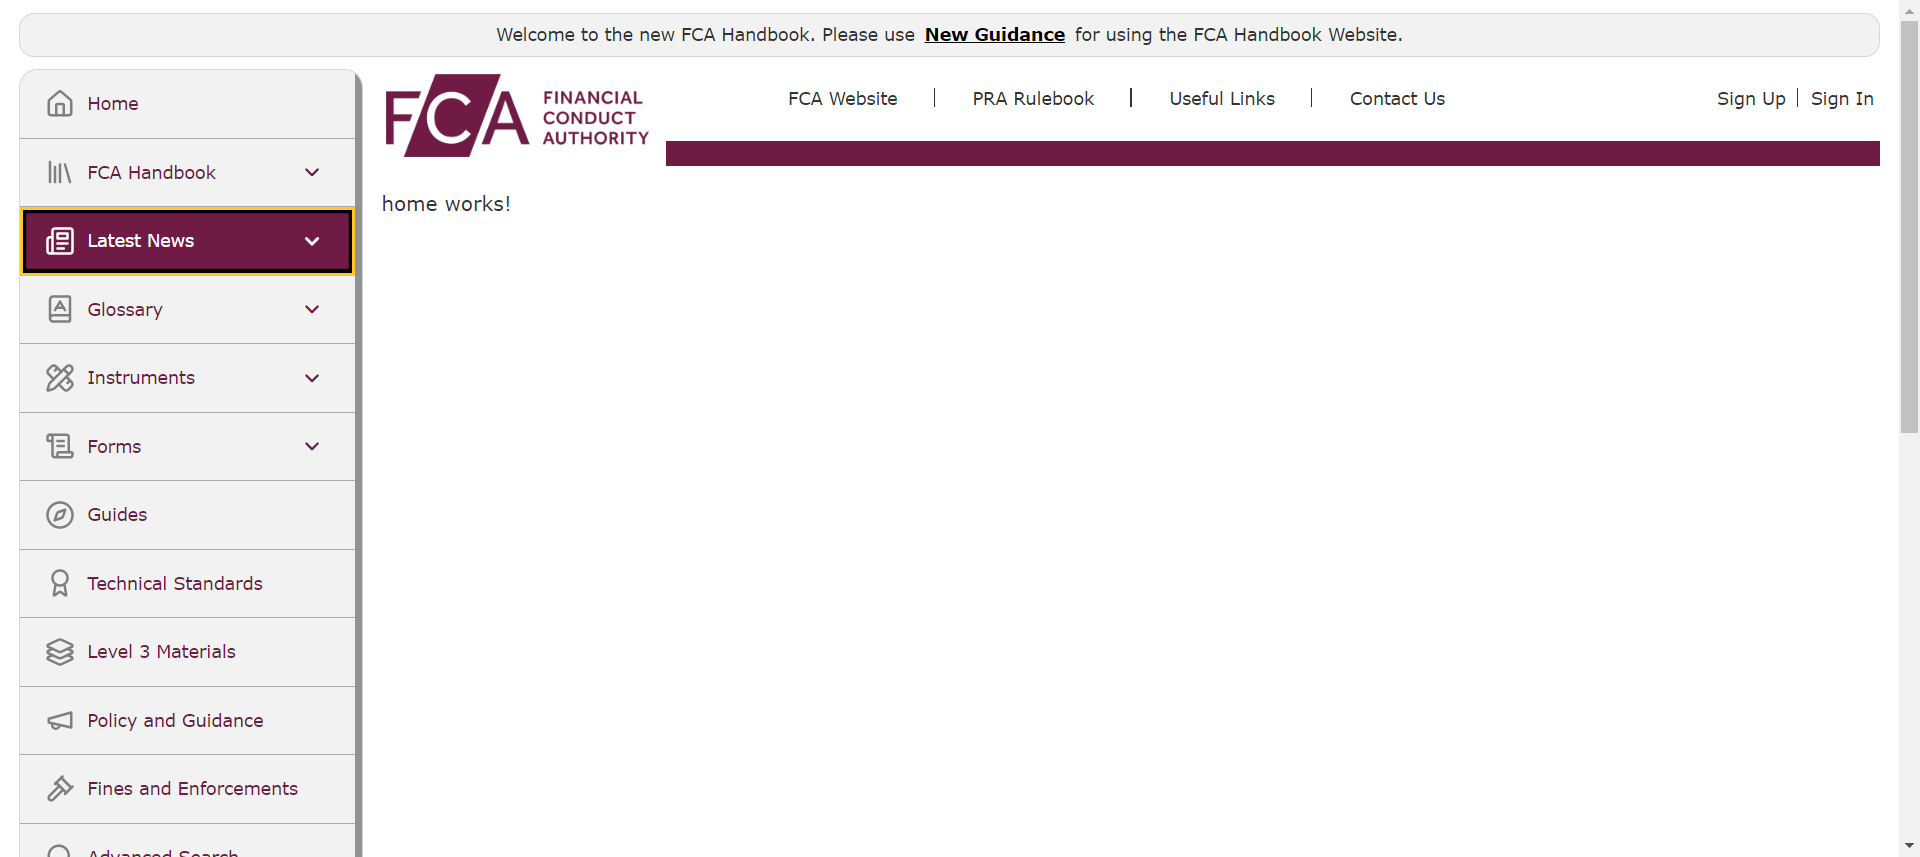 Welcome to the new FCA Handbook. Please use New Guidance for using the FCA Handbook Website.
Home
FCA Handbook
Latest News
Glossary
Instruments
Forms
Guides
Technical Standards
Level 3 Materials
Policy and Guidance
Fines and Enforcements
Advanced Search
FCA FINANCIAL
CONDUCT
AUTHORITY
FCA Website
PRA Rulebook
Useful Links
Contact Us
Sign Up
Sign In
home works!